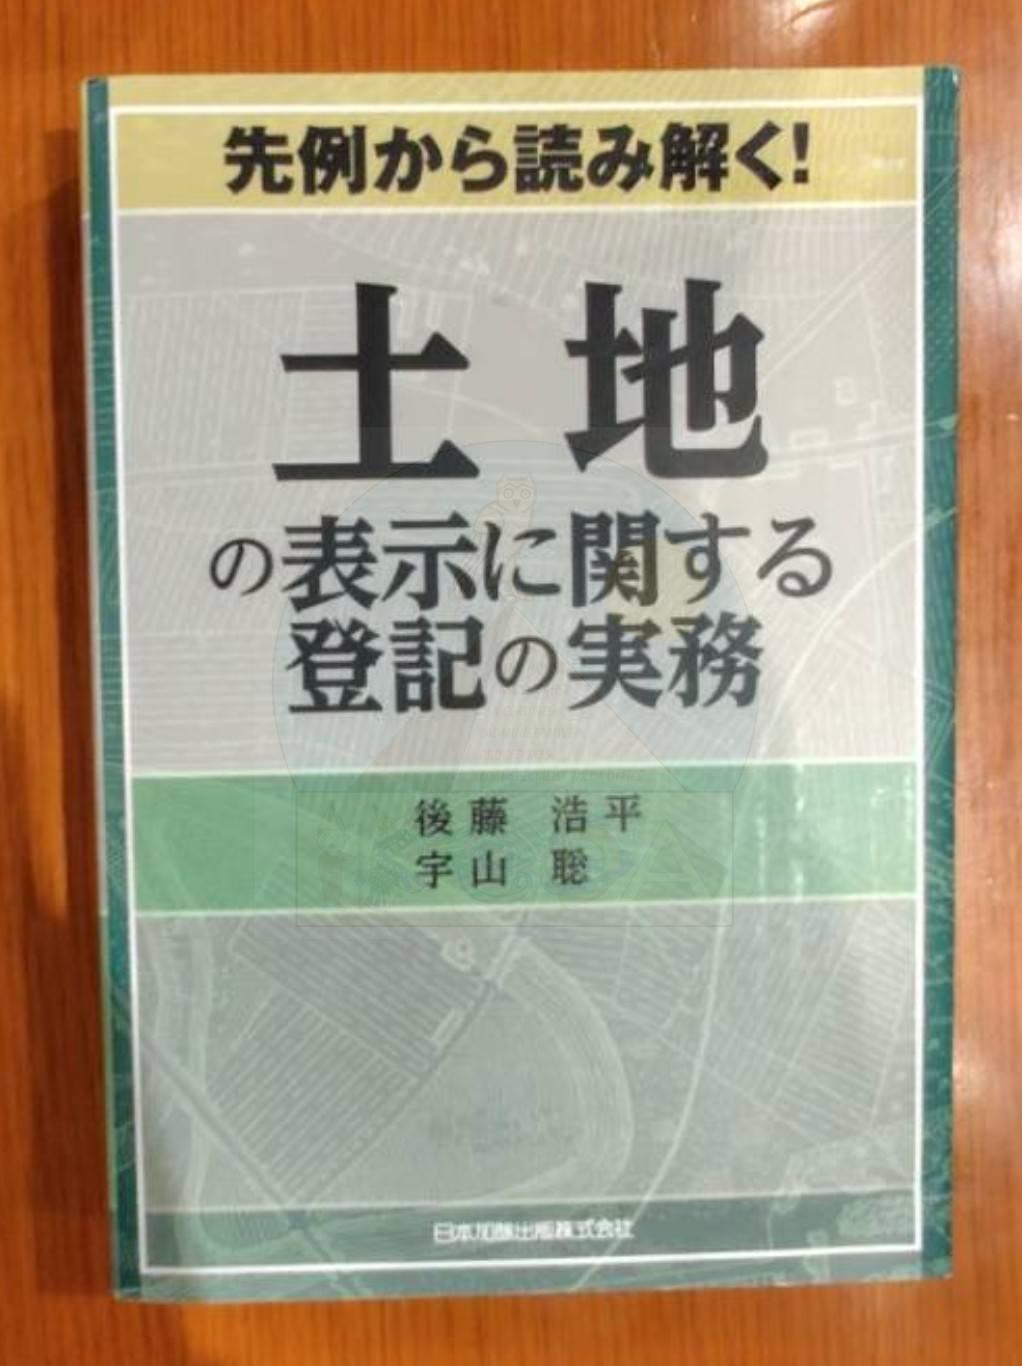 先例から読み解く!
土地
の表示に関する
登記の実務
後藤 浩平
宇山 聡
日本加除出版株式会社